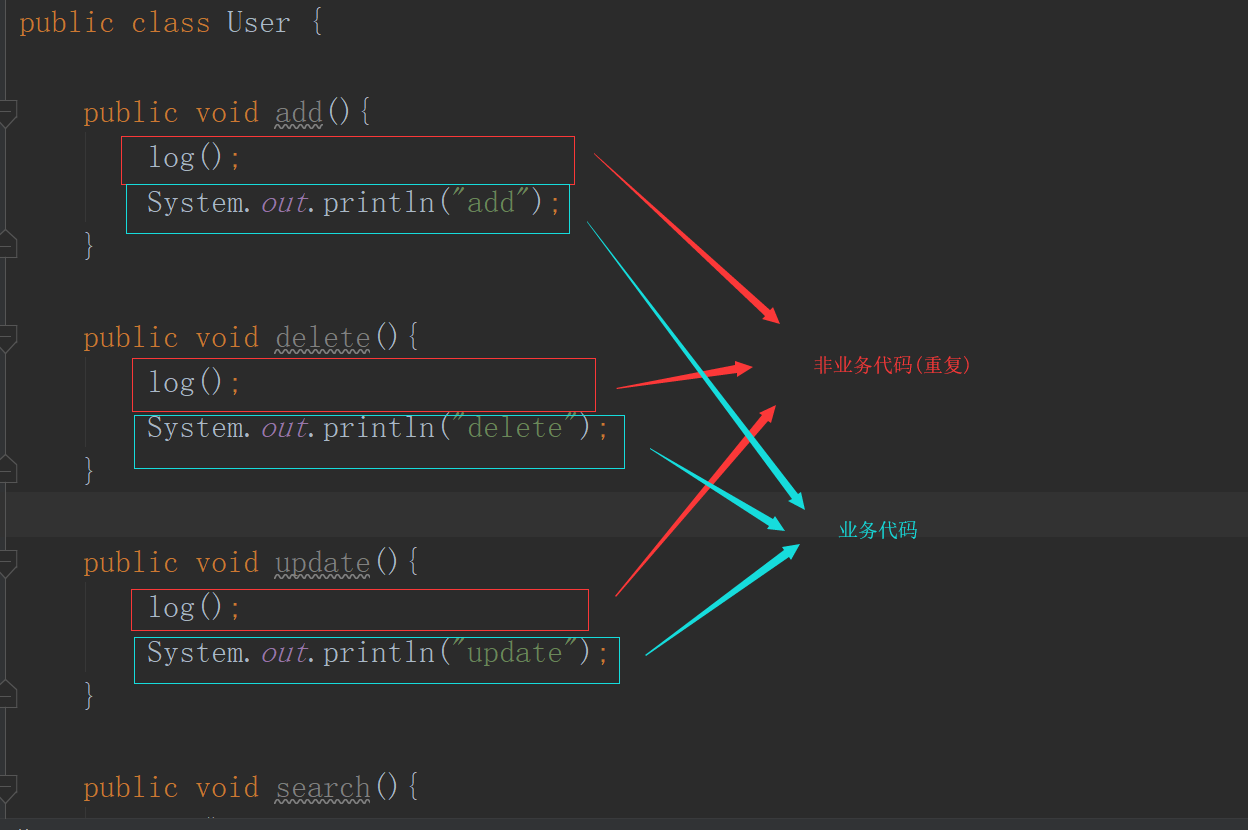 public class User {
public void add(){
log();
System.out.println("add");
}
public void delete(){
log();
非业务代码(重复)
System.out.println("delete");
}
业务代码
public void update(){
log();
System.out.println("update");
}
public void search(){